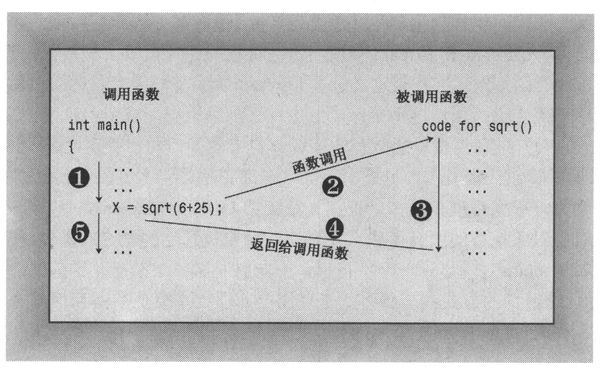 调用函数
被调用函数
int main()
code for sqrt()
{
...
...
❶
函数调用
❷
...
...
...
X = sqrt(6+25);
❸
❹
...
...
❺
返回给调用函数
...
...
...